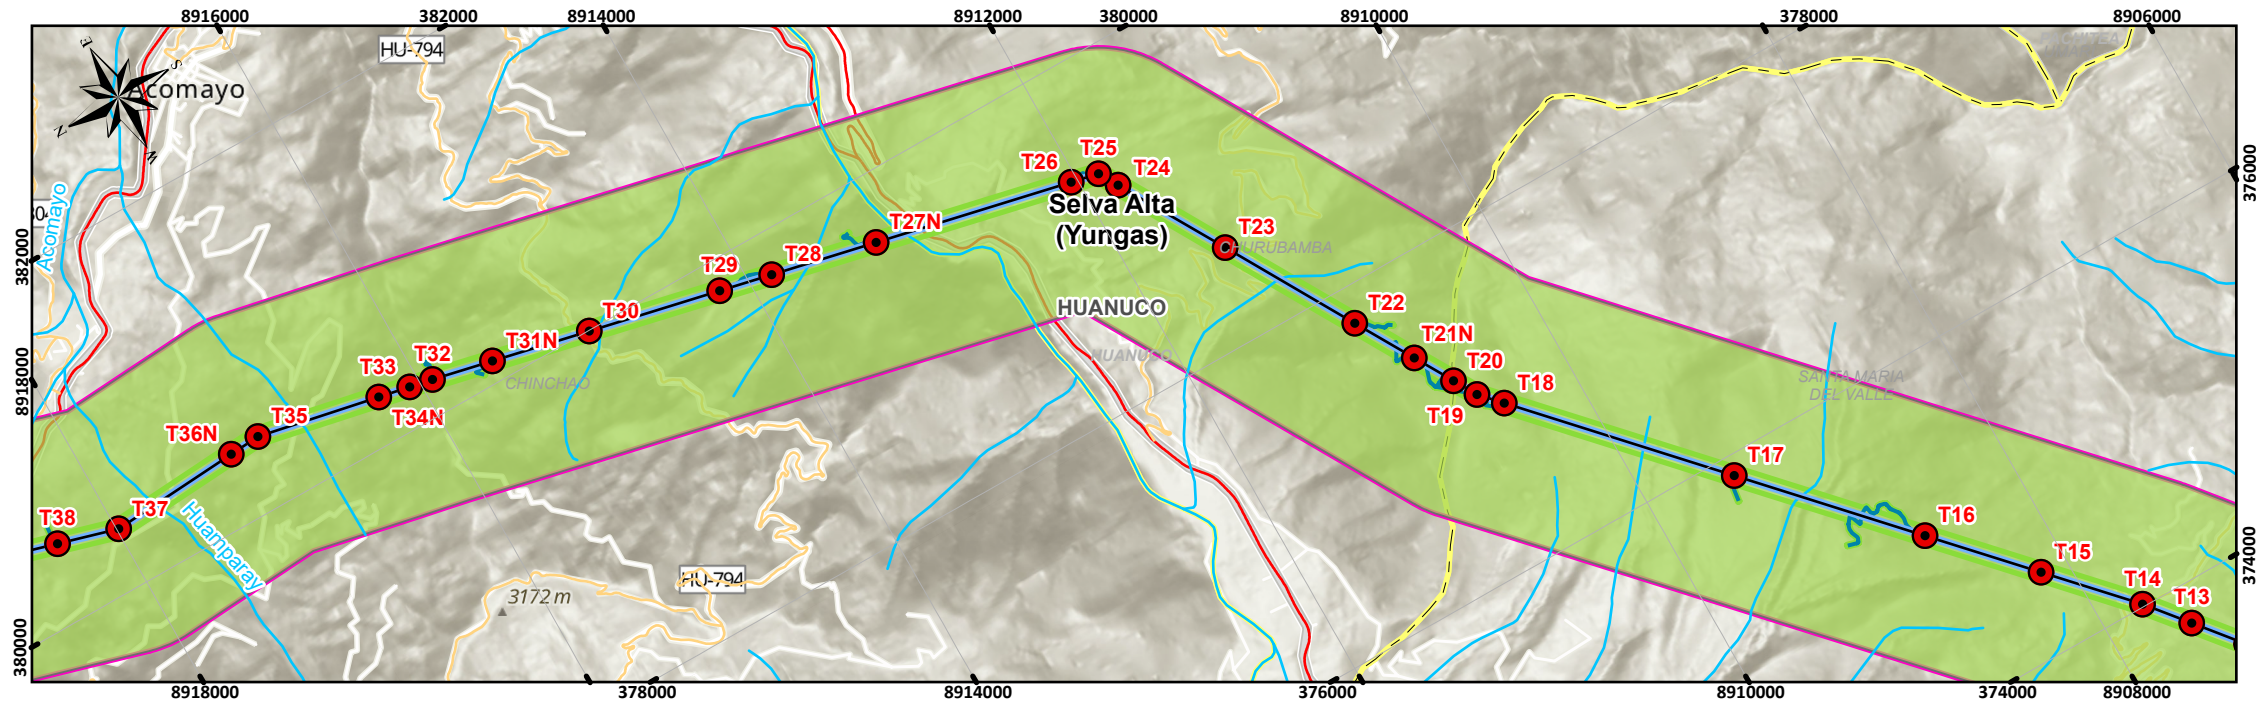 8916000
382000
8914000
8912000
380000
8910000
378000
8906000
HU-794
E
S
N
W
Acomayo
Acomayo
382000
8918000
380000
376000
374000
T26
T25
T24
Selva Alta
(Yungas)
T27N
T23
CHURUBAMBA
T28
T29
T30
HUANUCO
HUANUCO
T22
T31N
T21N
T32
T33
T34N
CHINCHAO
T20
T19
T18
SANTA MARIA
DEL VALLE
T35
T36N
T17
T37
T38
Huamparay
T16
T15
T14
T13
HU-794
3172 m
8918000
378000
8914000
376000
8910000
374000
8908000